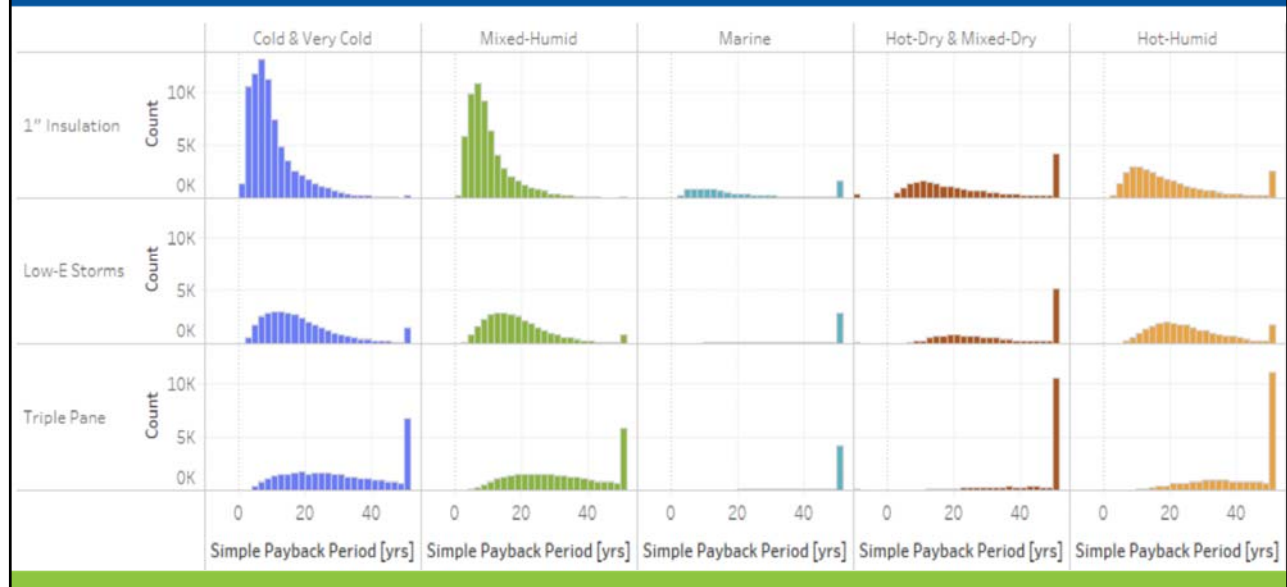 Cold & Very Cold Mixed-Humid Marine Hot-Dry & Mixed-Dry Hot-Humid
1" Insulation
Count
10K
5K
0K
Low-E Storms
Count
10K
5K
0K
Triple Pane
Count
10K
5K
0K
0 20 40 0 20 40 0 20 40 0 20 40 0 20 40
Simple Payback Period [yrs] Simple Payback Period [yrs] Simple Payback Period [yrs] Simple Payback Period [yrs] Simple Payback Period [yrs]